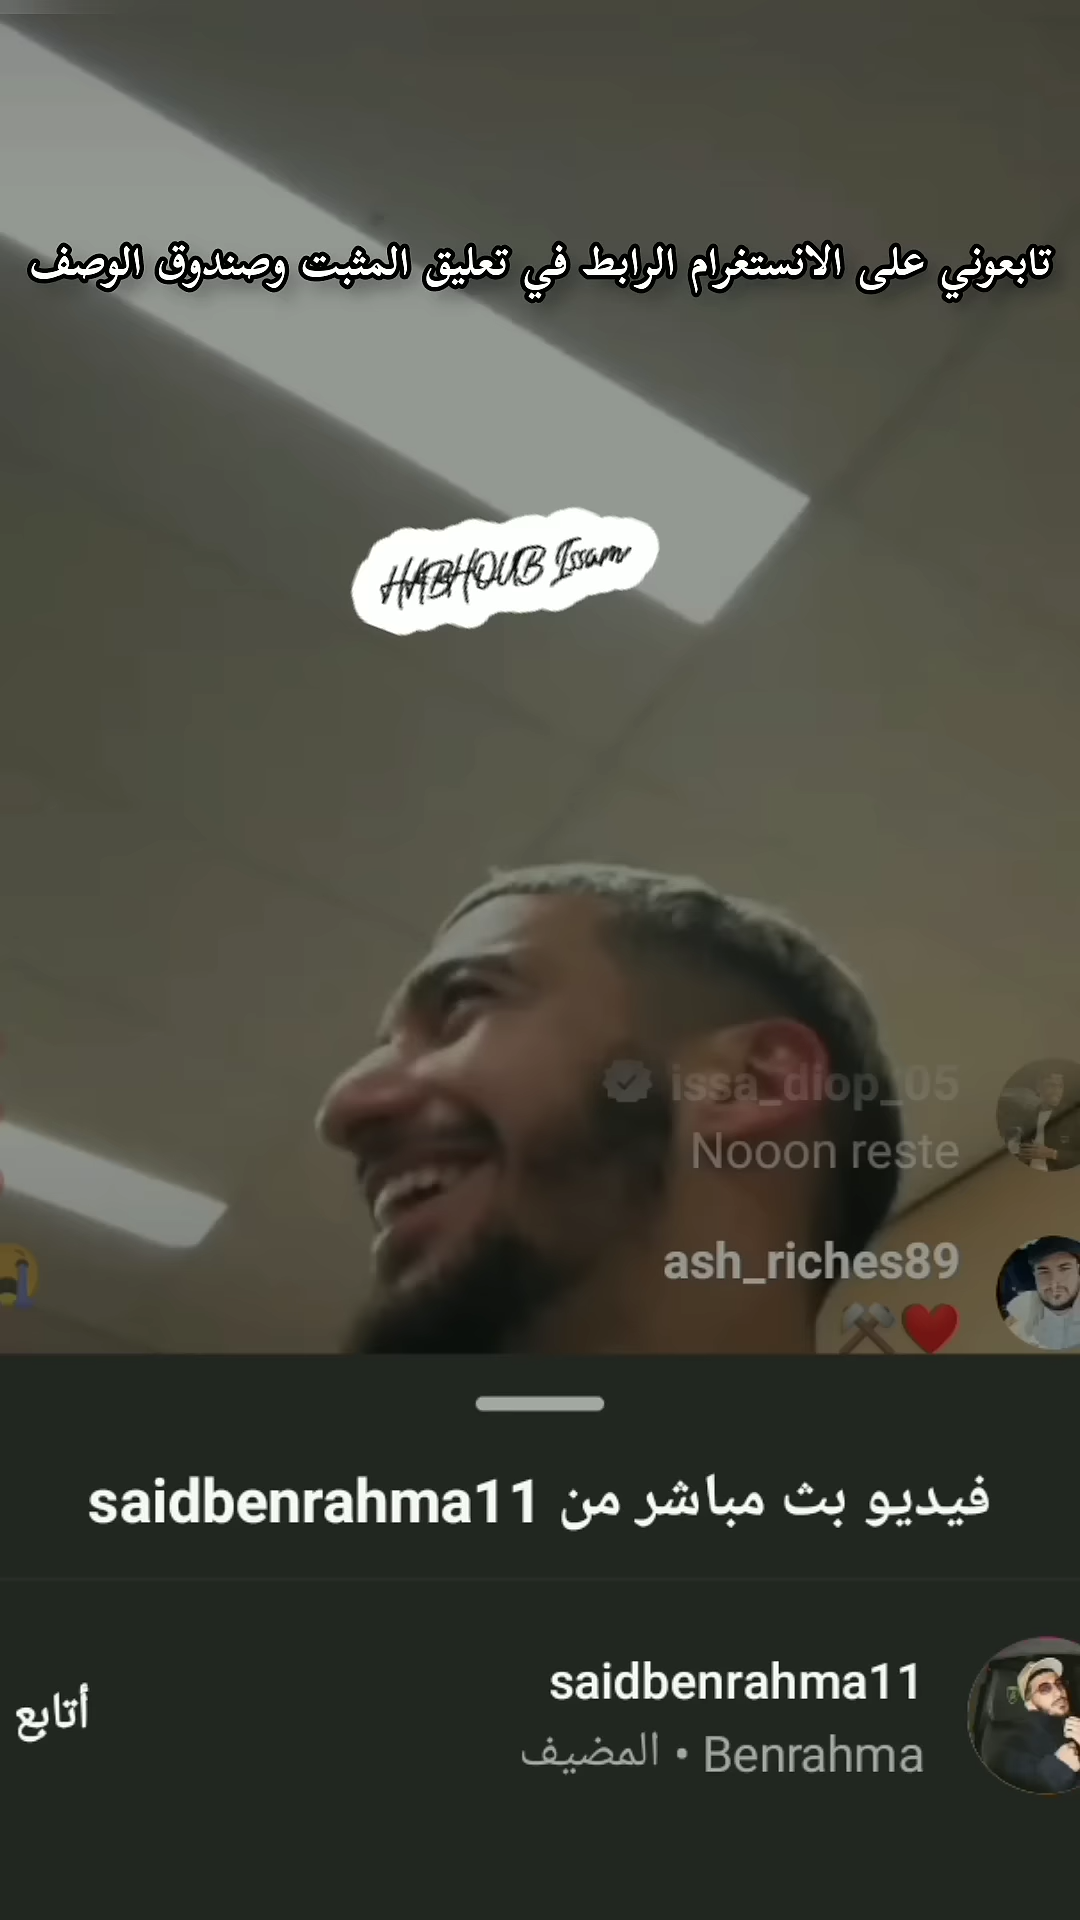 تابعوني على الانستغرام الرابط في تعليق المثبت وصندوق الوصف
HABHOUB Issam
issa_diop_05
Nooon reste
ash_riches89
فيديو بث مباشر من saidbenrahma11
saidbenrahma11
Benrahma • المضيف
أتابع